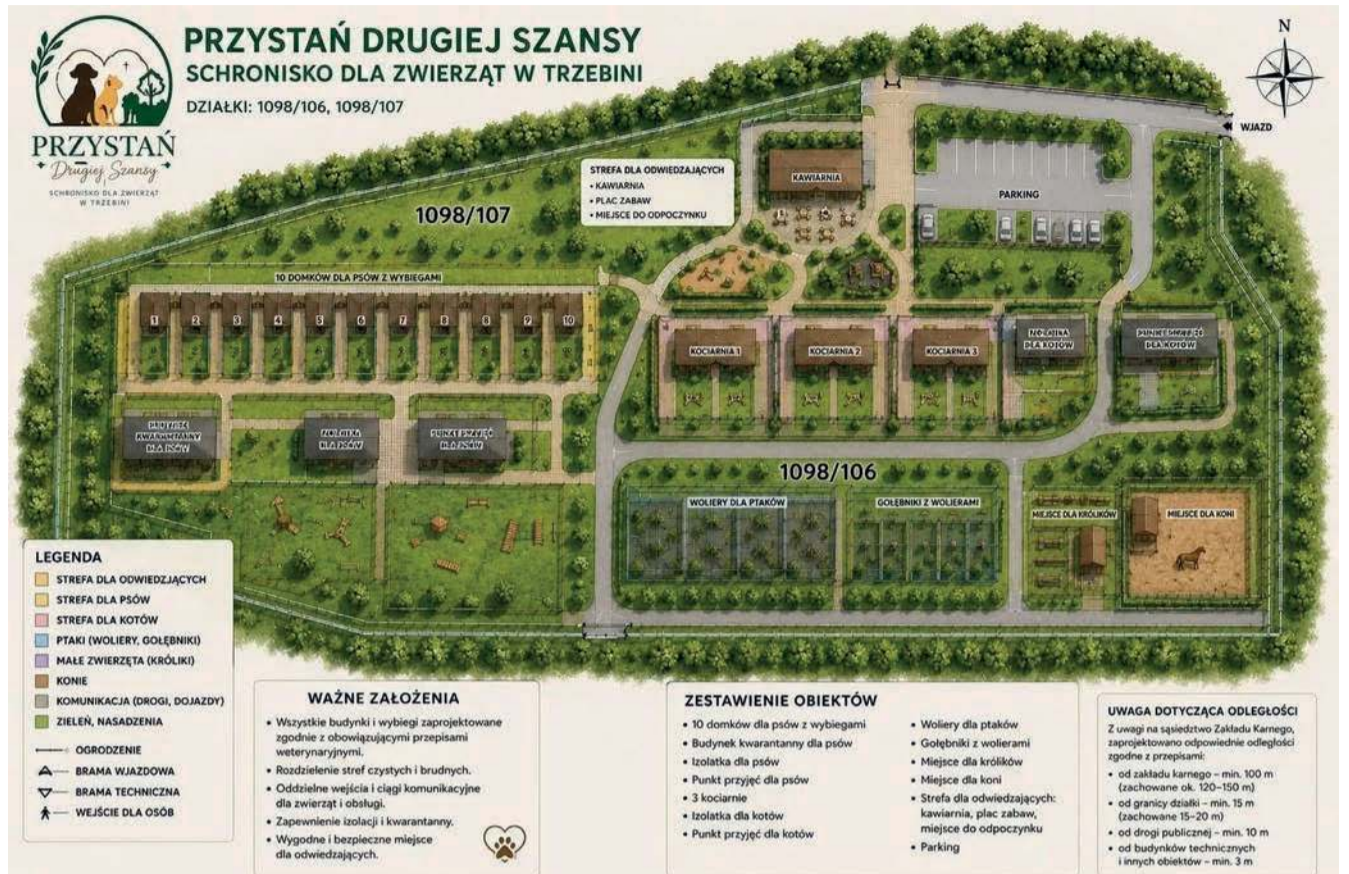 PRZYSTAŃ
Drugiej Szansy
SCHRONISKO DLA ZWIERZĄT
W TRZEBINI
PRZYSTAŃ DRUGIEJ SZANSY
SCHRONISKO DLA ZWIERZĄT W TRZEBINI
DZIAŁKI: 1098/106, 1098/107
N
WJAZD
STREFA DLA ODWIEDZAJĄCYCH
• KAWIARNIA
• PLAC ZABAW
• MIEJSCE DO ODPOCZYNKU
KAWIARNIA
PARKING
1098/107
10 DOMKÓW DLA PSÓW Z WYBIEGAMI
1 2 3 4 5 6 7 8 8 9 10
KOCIARNIA 1
KOCIARNIA 2
KOCIARNIA 3
DLA KOTÓW
DLA KOTÓW
DLA PSÓW
DLA PSÓW
DLA PSÓW
1098/106
WOLIERY DLA PTAKÓW
GOŁĘBNIKI Z WOLIERAMI
MIEJSCE DLA KRÓLIKÓW
MIEJSCE DLA KONI
LEGENDA
STREFA DLA ODWIEDZJĄCYCH
STREFA DLA PSÓW
STREFA DLA KOTÓW
PTAKI (WOLIERY, GOŁĘBNIKI)
MAŁE ZWIERZĘTA (KRÓLIKI)
KONIE
KOMUNIKACJA (DROGI, DOJAZDY)
ZIELEŃ, NASADZENIA
OGRODZENIE
BRAMA WJAZDOWA
BRAMA TECHNICZNA
WEJŚCIE DLA OSÓB
WAŻNE ZAŁOŻENIA
• Wszystkie budynki i wybiegi zaprojektowane
zgodnie z obowiązującymi przepisami
weterynaryjnymi.
• Rozdzielenie stref czystych i brudnych.
• Oddzielne wejścia i ciągi komunikacyjne
dla zwierząt i obsługi.
• Zapewnienie izolacji i kwarantanny.
• Wygodne i bezpieczne miejsce
dla odwiedzających.
ZESTAWIENIE OBIEKTÓW
• 10 domków dla psów z wybiegami
• Budynek kwarantanny dla psów
• Izolatka dla psów
• Punkt przyjęć dla psów
• 3 kociarnie
• Izolatka dla kotów
• Punkt przyjęć dla kotów
• Woliery dla ptaków
• Gołębniki z wolierami
• Miejsce dla królików
• Miejsce dla koni
• Strefa dla odwiedzających:
kawiarnia, plac zabaw,
miejsce do odpoczynku
• Parking
UWAGA DOTYCZĄCA ODLEGŁOŚCI
Z uwagi na sąsiedztwo Zakładu Karnego,
zaprojektowano odpowiednie odległości
zgodne z przepisami:
• od zakładu karnego – min. 100 m
(zachowane ok. 120–150 m)
• od granicy działki – min. 15 m
(zachowane 15–20 m)
• od drogi publicznej – min. 10 m
• od budynków technicznych
i innych obiektów – min. 3 m